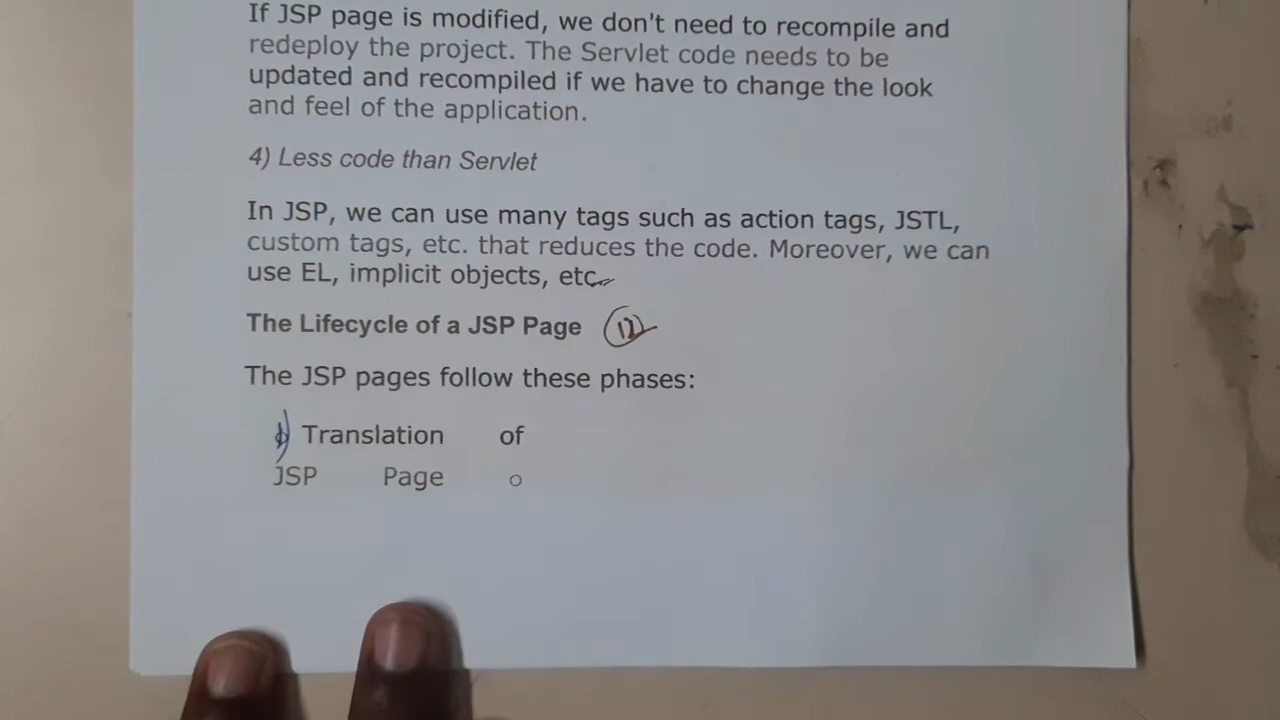 If JSP page is modified, we don't need to recompile and
redeploy the project. The Servlet code needs to be
updated and recompiled if we have to change the look
and feel of the application.
4) Less code than Servlet
In JSP, we can use many tags such as action tags, JSTL,
custom tags, etc. that reduces the code. Moreover, we can
use EL, implicit objects, etc.
The Lifecycle of a JSP Page 12
The JSP pages follow these phases:
Translation of
JSP Page o